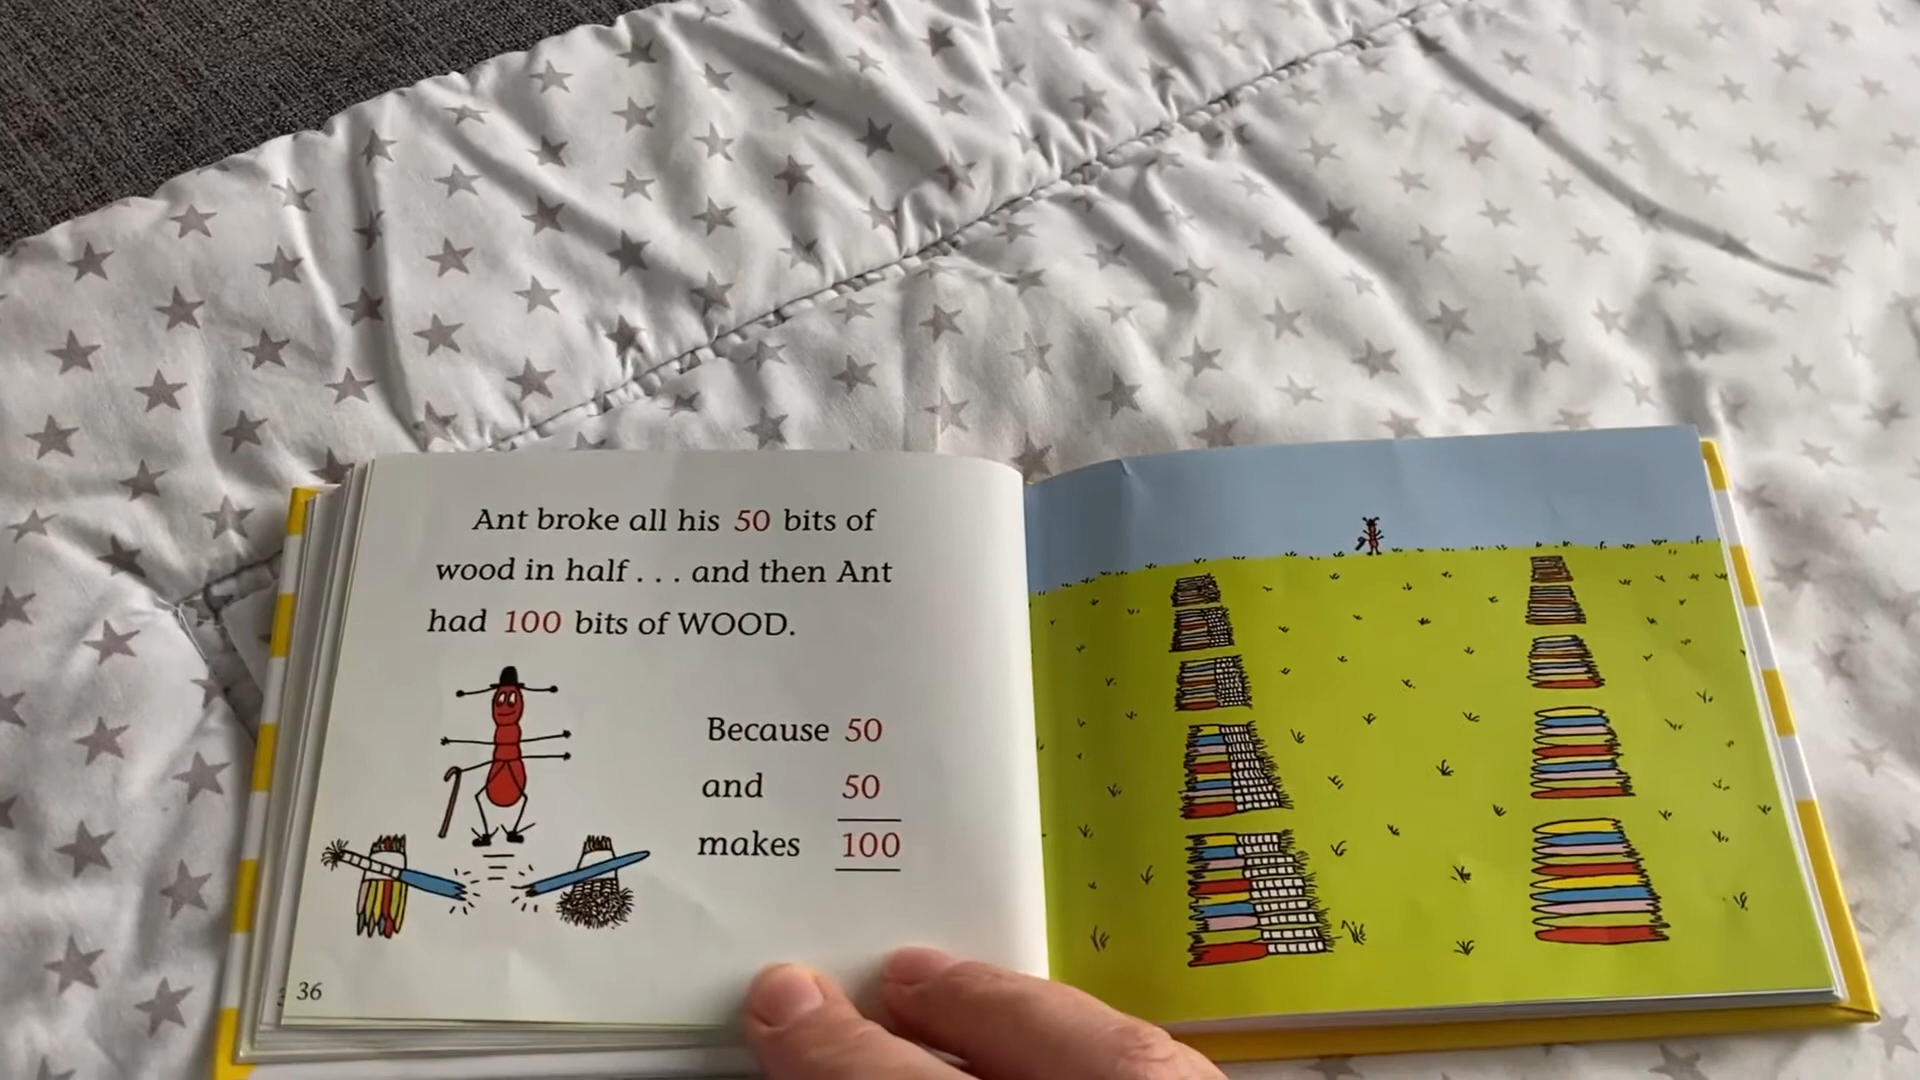 Ant broke all his 50 bits of
wood in half . . . and then Ant
had 100 bits of WOOD.
Because 50
and 50
makes 100
36